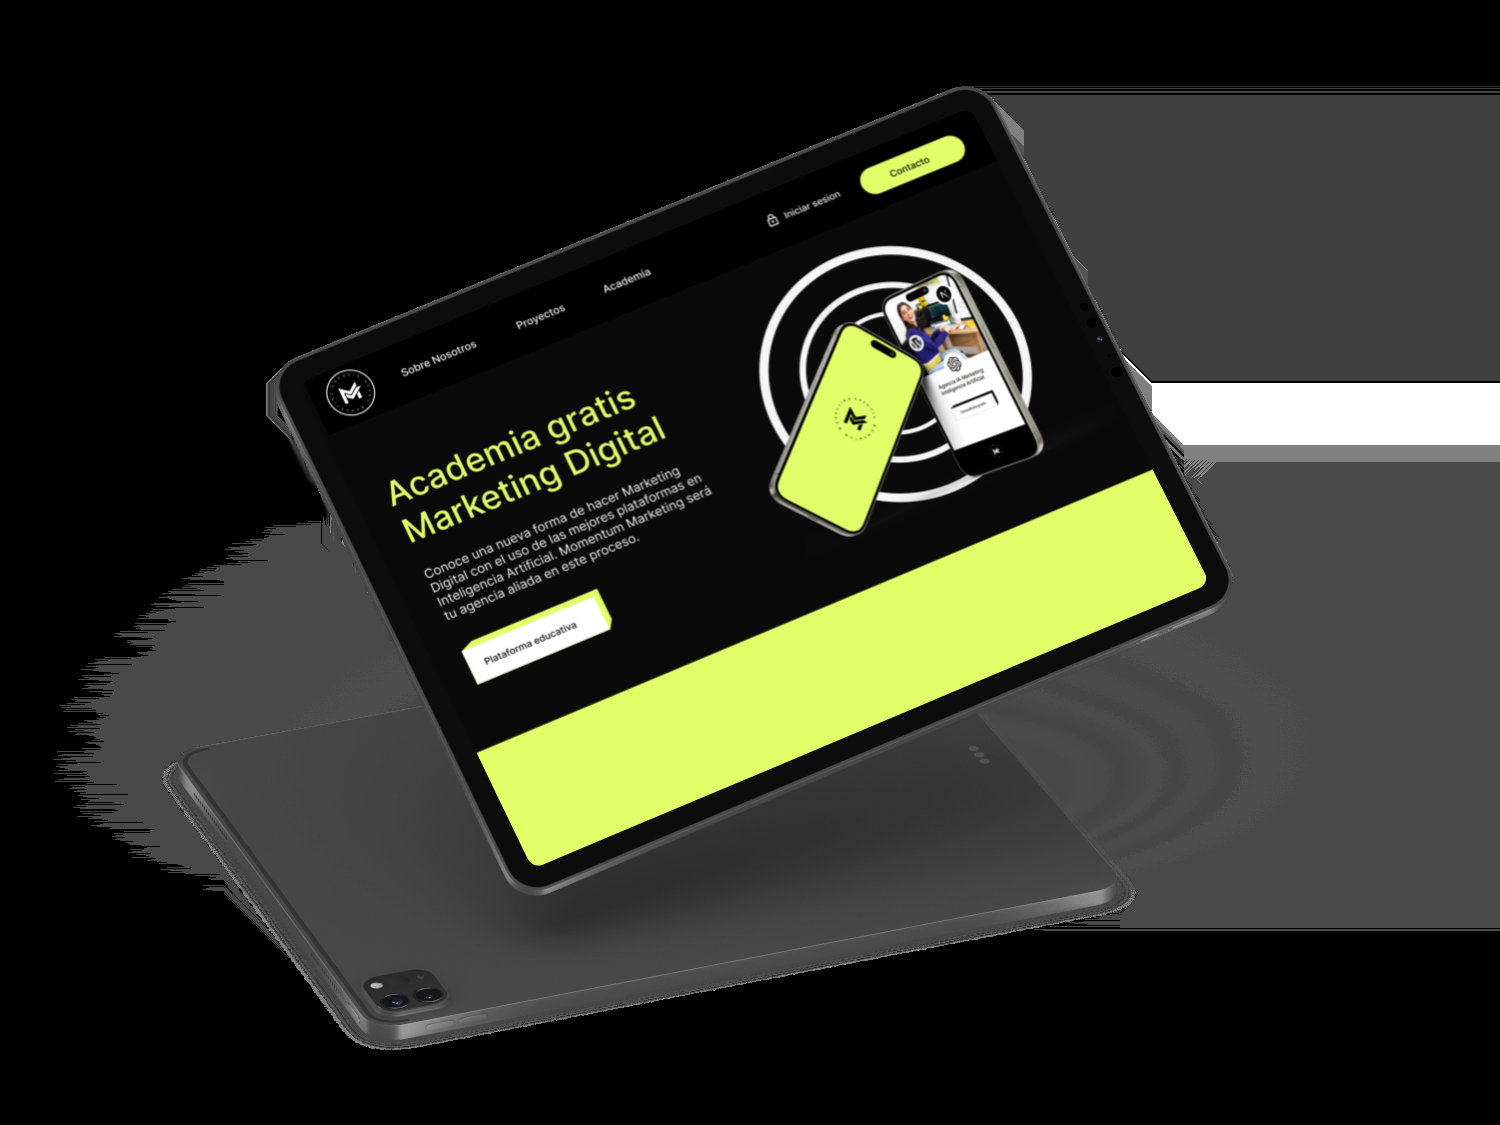 Sobre Nosotros
Proyectos
Academia
Iniciar sesion
Contacto
Academia gratis
Marketing Digital
Conoce una nueva forma de hacer Marketing
Digital con el uso de las mejores plataformas en
Inteligencia Artificial. Momentum Marketing será
tu agencia aliada en este proceso.
Plataforma educativa
Agencia IA Marketing
Inteligencia Artificial